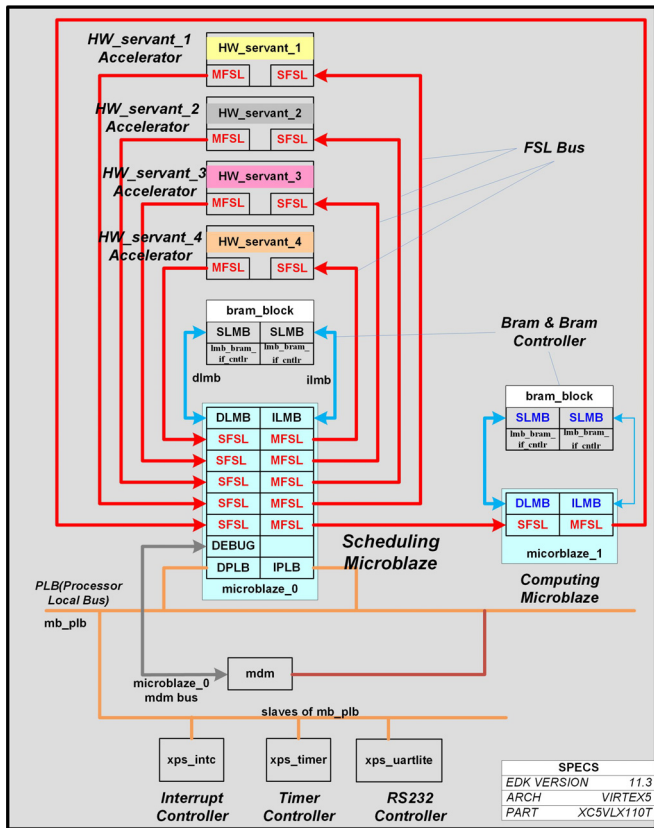 HW_servant_1
Accelerator
HW_servant_1
MFSL SFSL
HW_servant_2
Accelerator
HW_servant_2
MFSL SFSL
FSL Bus
HW_servant_3
Accelerator
HW_servant_3
MFSL SFSL
HW_servant_4
Accelerator
HW_servant_4
MFSL SFSL
bram_block
SLMB SLMB
lmb_bram_ lmb_bram_
if_cntlr if_cntlr
dlmb ilmb
Bram & Bram
Controller
bram_block
SLMB SLMB
lmb_bram_ lmb_bram_
if_cntlr if_cntlr
DLMB ILMB
SFSL MFSL
SFSL MFSL
SFSL MFSL
SFSL MFSL
SFSL MFSL
DEBUG
DPLB IPLB
microblaze_0
Scheduling
Microblaze
DLMB ILMB
SFSL MFSL
micorblaze_1
Computing
Microblaze
PLB(Processor
Local Bus)
mb_plb
mdm
microblaze_0
mdm bus
slaves of mb_plb
xps_intc xps_timer xps_uartlite
Interrupt
Controller
Timer
Controller
RS232
Controller
SPECS
EDK VERSION 11.3
ARCH VIRTEX5
PART XC5VLX110T